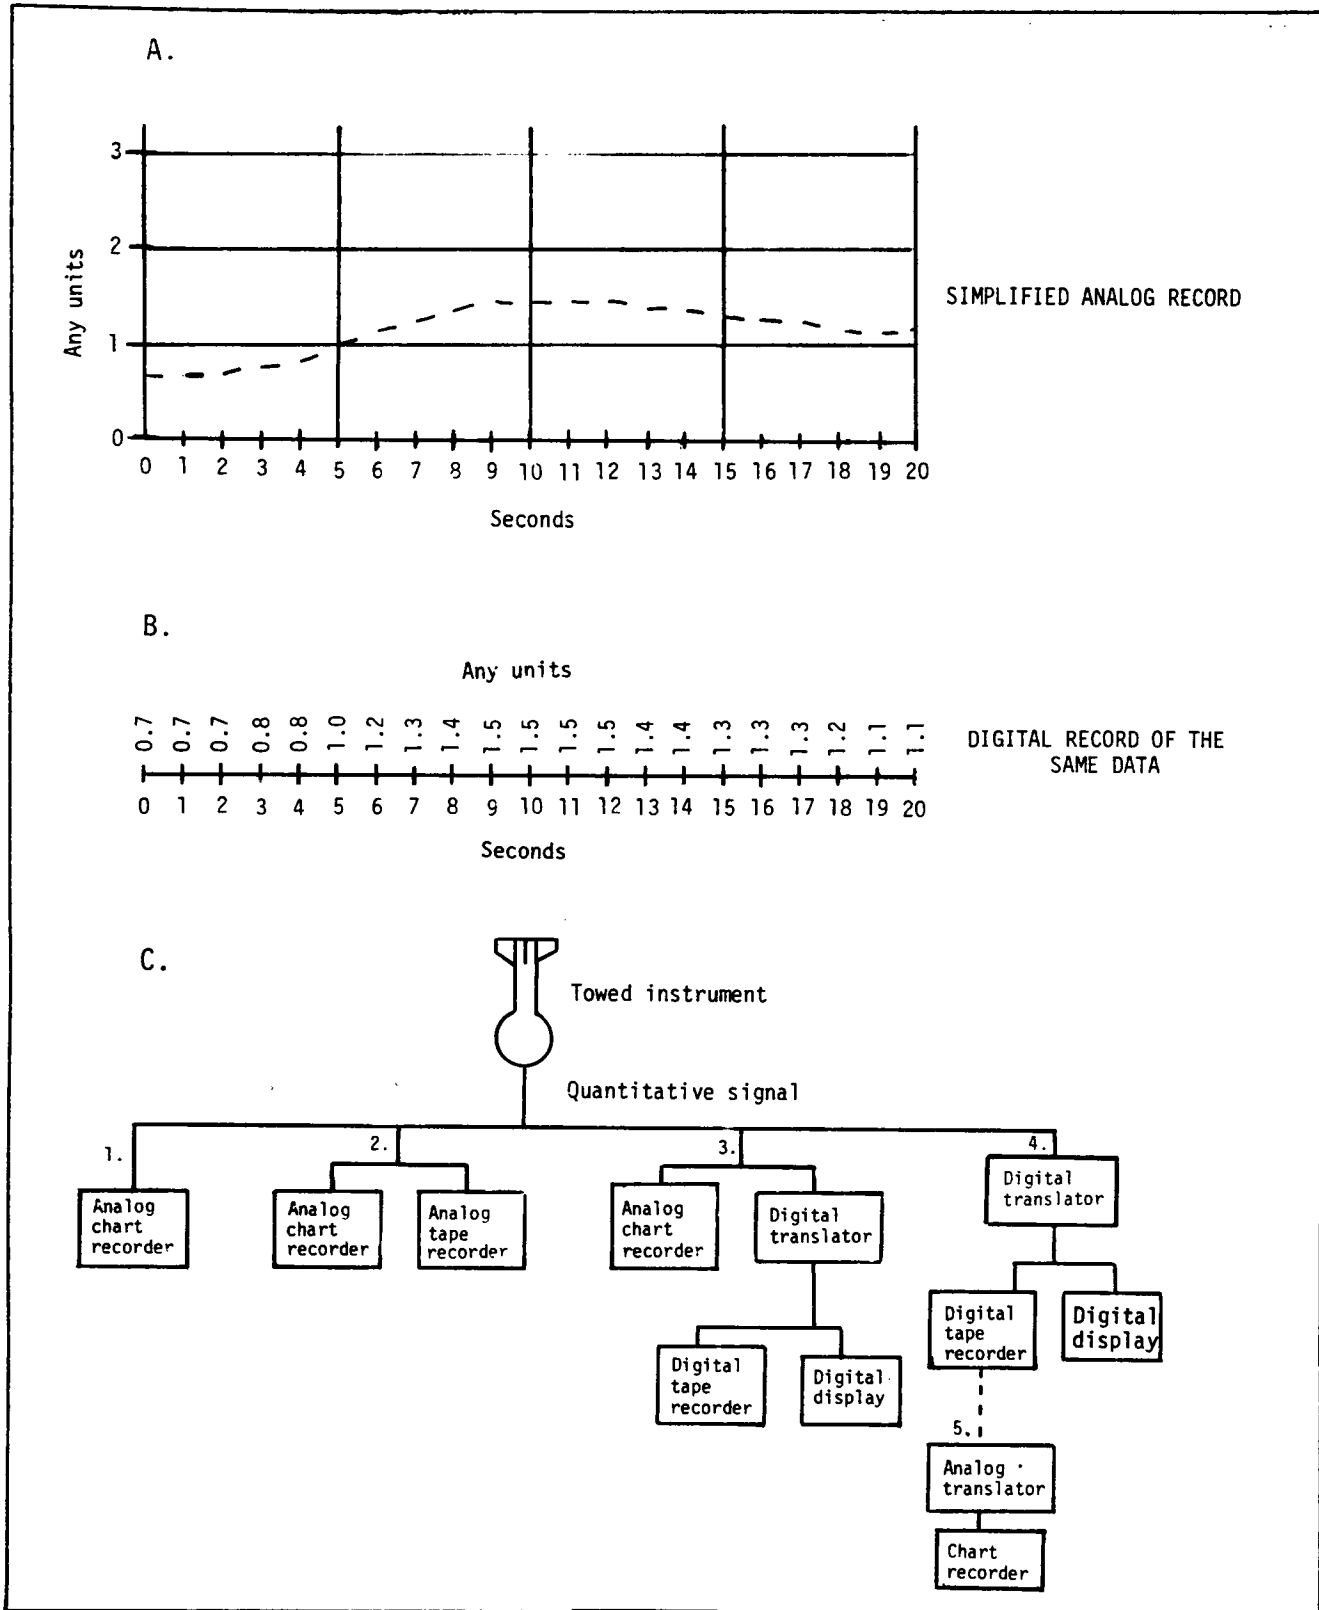 A.
3
2
1
0
Any units
0 1 2 3 4 5 6 7 8 9 10 11 12 13 14 15 16 17 18 19 20
Seconds
SIMPLIFIED ANALOG RECORD
B.
Any units
0.7 0.7 0.7 0.8 0.8 1.0 1.2 1.3 1.4 1.5 1.5 1.5 1.5 1.4 1.4 1.3 1.3 1.3 1.2 1.1 1.1
0 1 2 3 4 5 6 7 8 9 10 11 12 13 14 15 16 17 18 19 20
Seconds
DIGITAL RECORD OF THE
SAME DATA
C.
Towed instrument
Quantitative signal
1.
Analog
chart
recorder
2.
Analog
chart
recorder
Analog
tape
recorder
3.
Analog
chart
recorder
Digital
translator
Digital
tape
recorder
Digital
display
4.
Digital
translator
Digital
tape
recorder
Digital
display
5.
Analog
translator
Chart
recorder